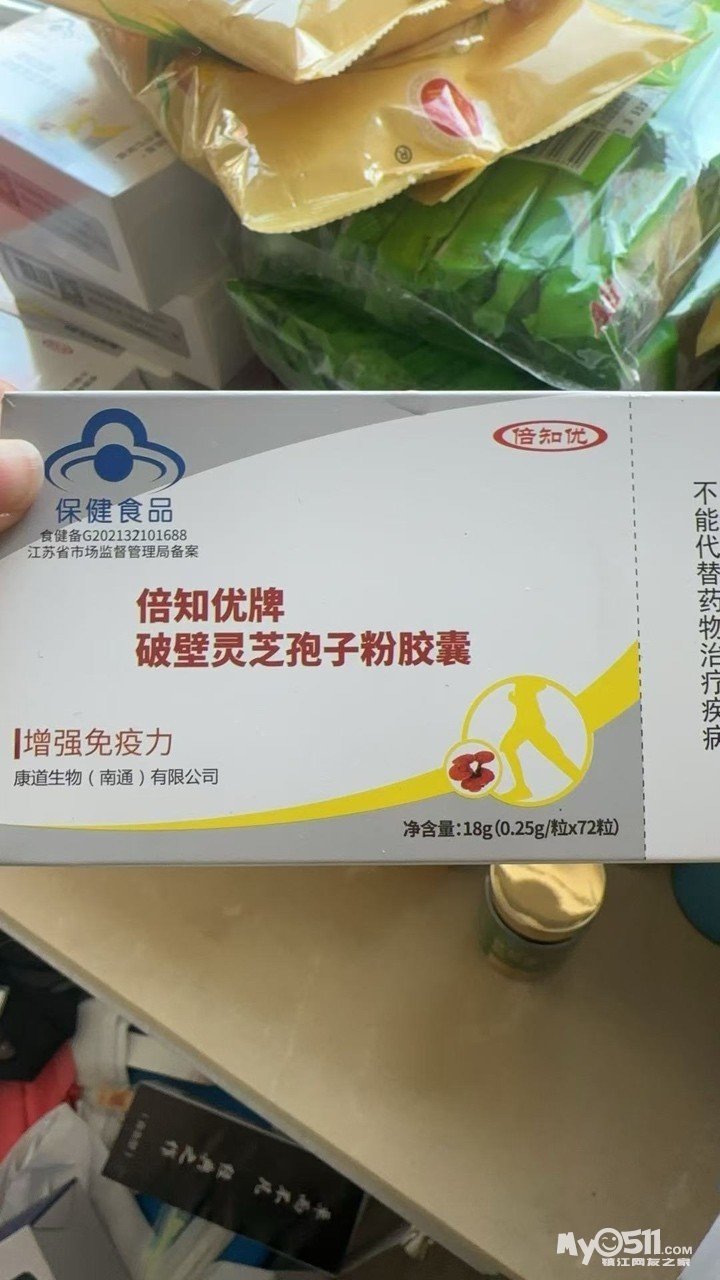 ®
倍知优
保健食品
食健备G202132101688
江苏省市场监督管理局备案
倍知优牌
破壁灵芝孢子粉胶囊
增强免疫力
康道生物(南通)有限公司
净含量:18g(0.25g/粒x72粒)
不能代替药物治疗疾病
My0511.COM
镇江网友之家